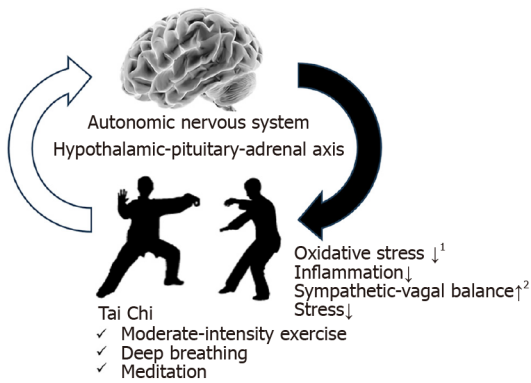 Autonomic nervous system
Hypothalamic-pituitary-adrenal axis
Oxidative stress ↓¹
Inflammation↓
Sympathetic-vagal balance↑²
Stress↓
Tai Chi
✓ Moderate-intensity exercise
✓ Deep breathing
✓ Meditation